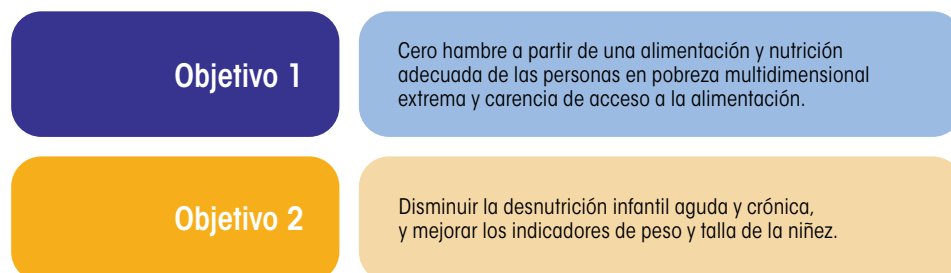 Objetivo 1
Cero hambre a partir de una alimentación y nutrición
adecuada de las personas en pobreza multidimensional
extrema y carencia de acceso a la alimentación.
Objetivo 2
Disminuir la desnutrición infantil aguda y crónica,
y mejorar los indicadores de peso y talla de la niñez.